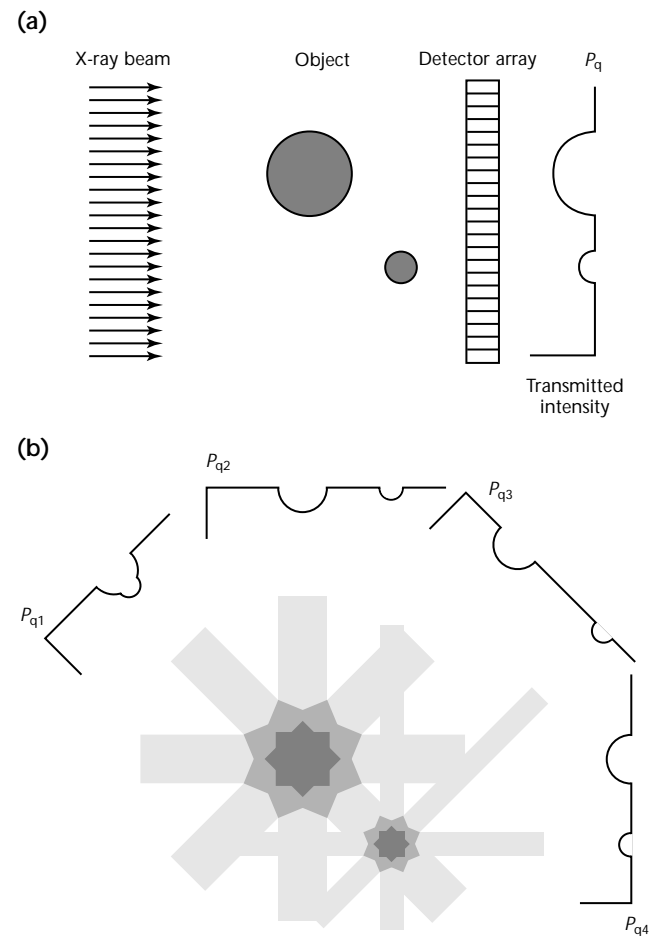 (a)
X-ray beam
Object
Detector array
Pq
Transmitted
intensity
(b)
Pq2
Pq3
Pq1
Pq4